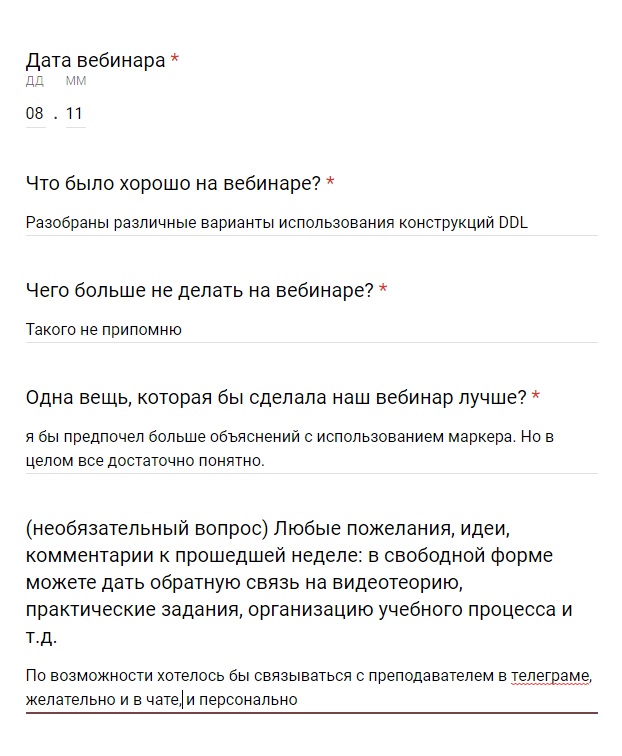 Дата вебинара *
ДД ММ
08 . 11
Что было хорошо на вебинаре? *
Разобраны различные варианты использования конструкций DDL
Чего больше не делать на вебинаре? *
Такого не припомню
Одна вещь, которая бы сделала наш вебинар лучше? *
я бы предпочел больше объяснений с использованием маркера. Но в
целом все достаточно понятно.
(необязательный вопрос) Любые пожелания, идеи,
комментарии к прошедшей неделе: в свободной форме
можете дать обратную связь на видеотеорию,
практические задания, организацию учебного процесса и
т.д.
По возможности хотелось бы связываться с преподавателем в телеграме,
желательно и в чате, и персонально